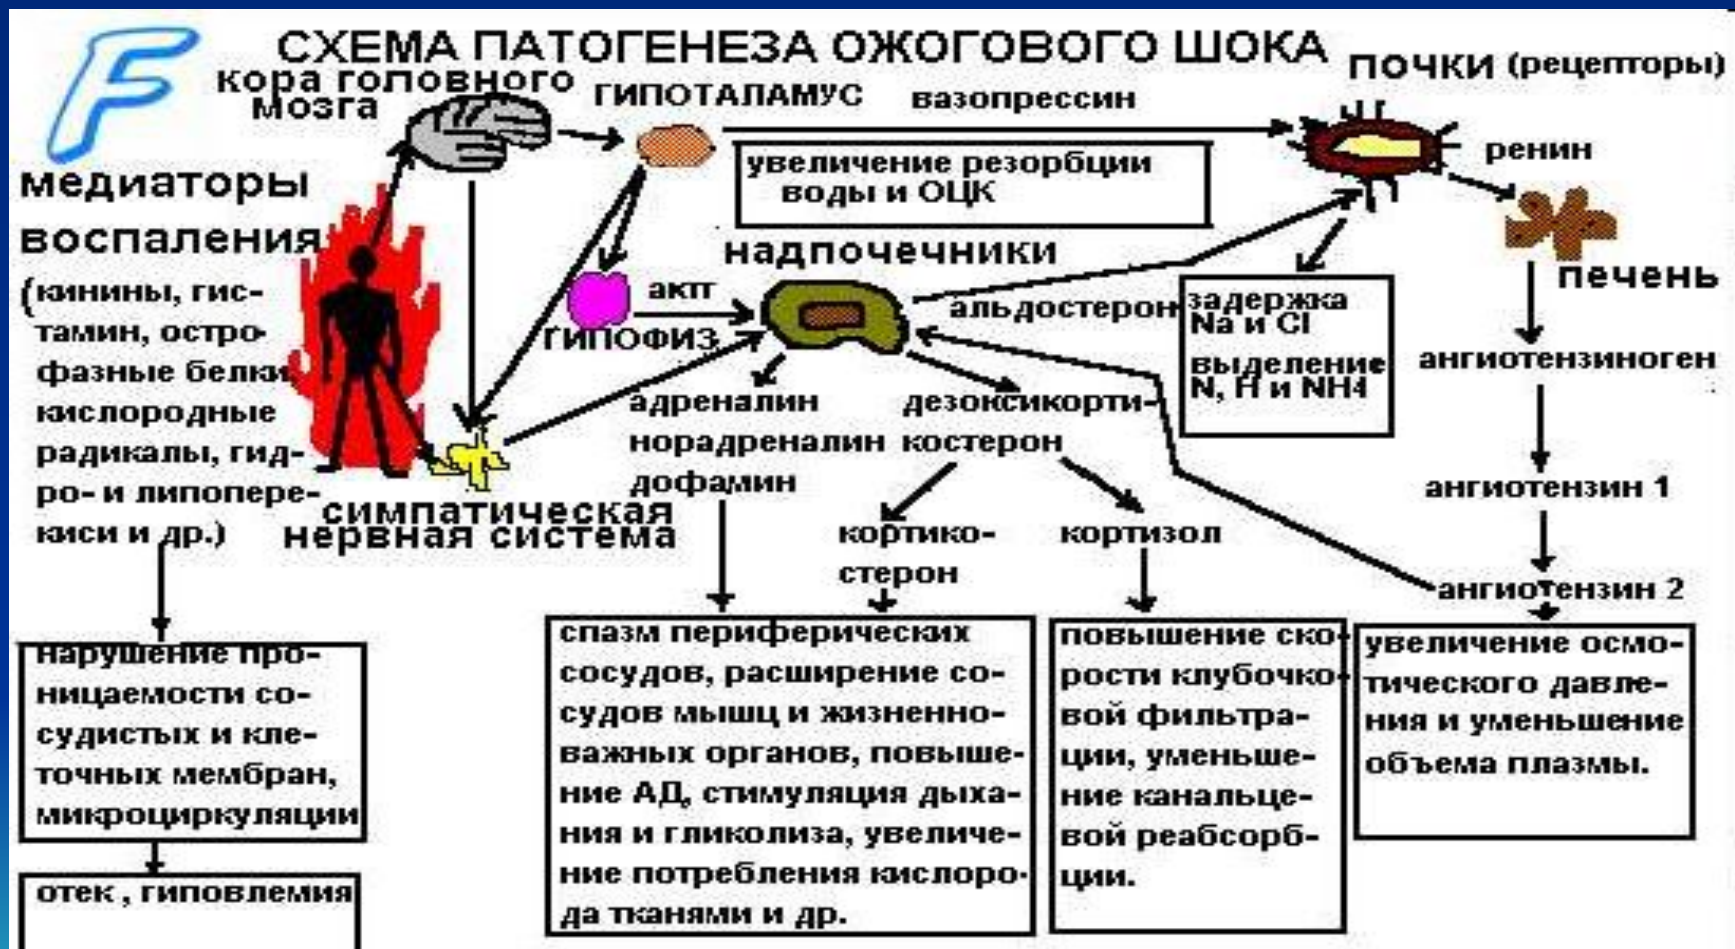 F
СХЕМА ПАТОГЕНЕЗА ОЖОГОВОГО ШОКА
кора головного
мозга
ГИПОТАЛАМУС
вазопрессин
ПОЧКИ (рецепторы)
увеличение резорбции
воды и ОЦК
ренин
медиаторы
воспаления
(кинины, гис-
тамин, остро-
фазные белки
кислородные
радикалы, гид-
ро- и липопере-
киси и др.)
надпочечники
актг
ГИПОФИЗ
альдостерон
задержка
Na и Cl
выделение
N, H и NH4
печень
ангиотензиноген
адреналин
норадреналин
дофамин
дезоксикорти-
костерон
ангиотензин 1
симпатическая
нервная система
кортико-
стерон
кортизол
ангиотензин 2
нарушение про-
ницаемости со-
судистых и кле-
точных мембран,
микроциркуляции
отек , гиповлемия
спазм периферических
сосудов, расширение со-
судов мышц и жизненно-
важных органов, повыше-
ние АД, стимуляция дыха-
ния и гликолиза, увеличе-
ние потребления кислоро-
да тканями и др.
повышение ско-
рости клубочко-
вой фильтра-
ции, уменьше-
ние канальце-
вой реабсорб-
ции.
увеличение осмо-
тического давле-
ния и уменьшение
объема плазмы.